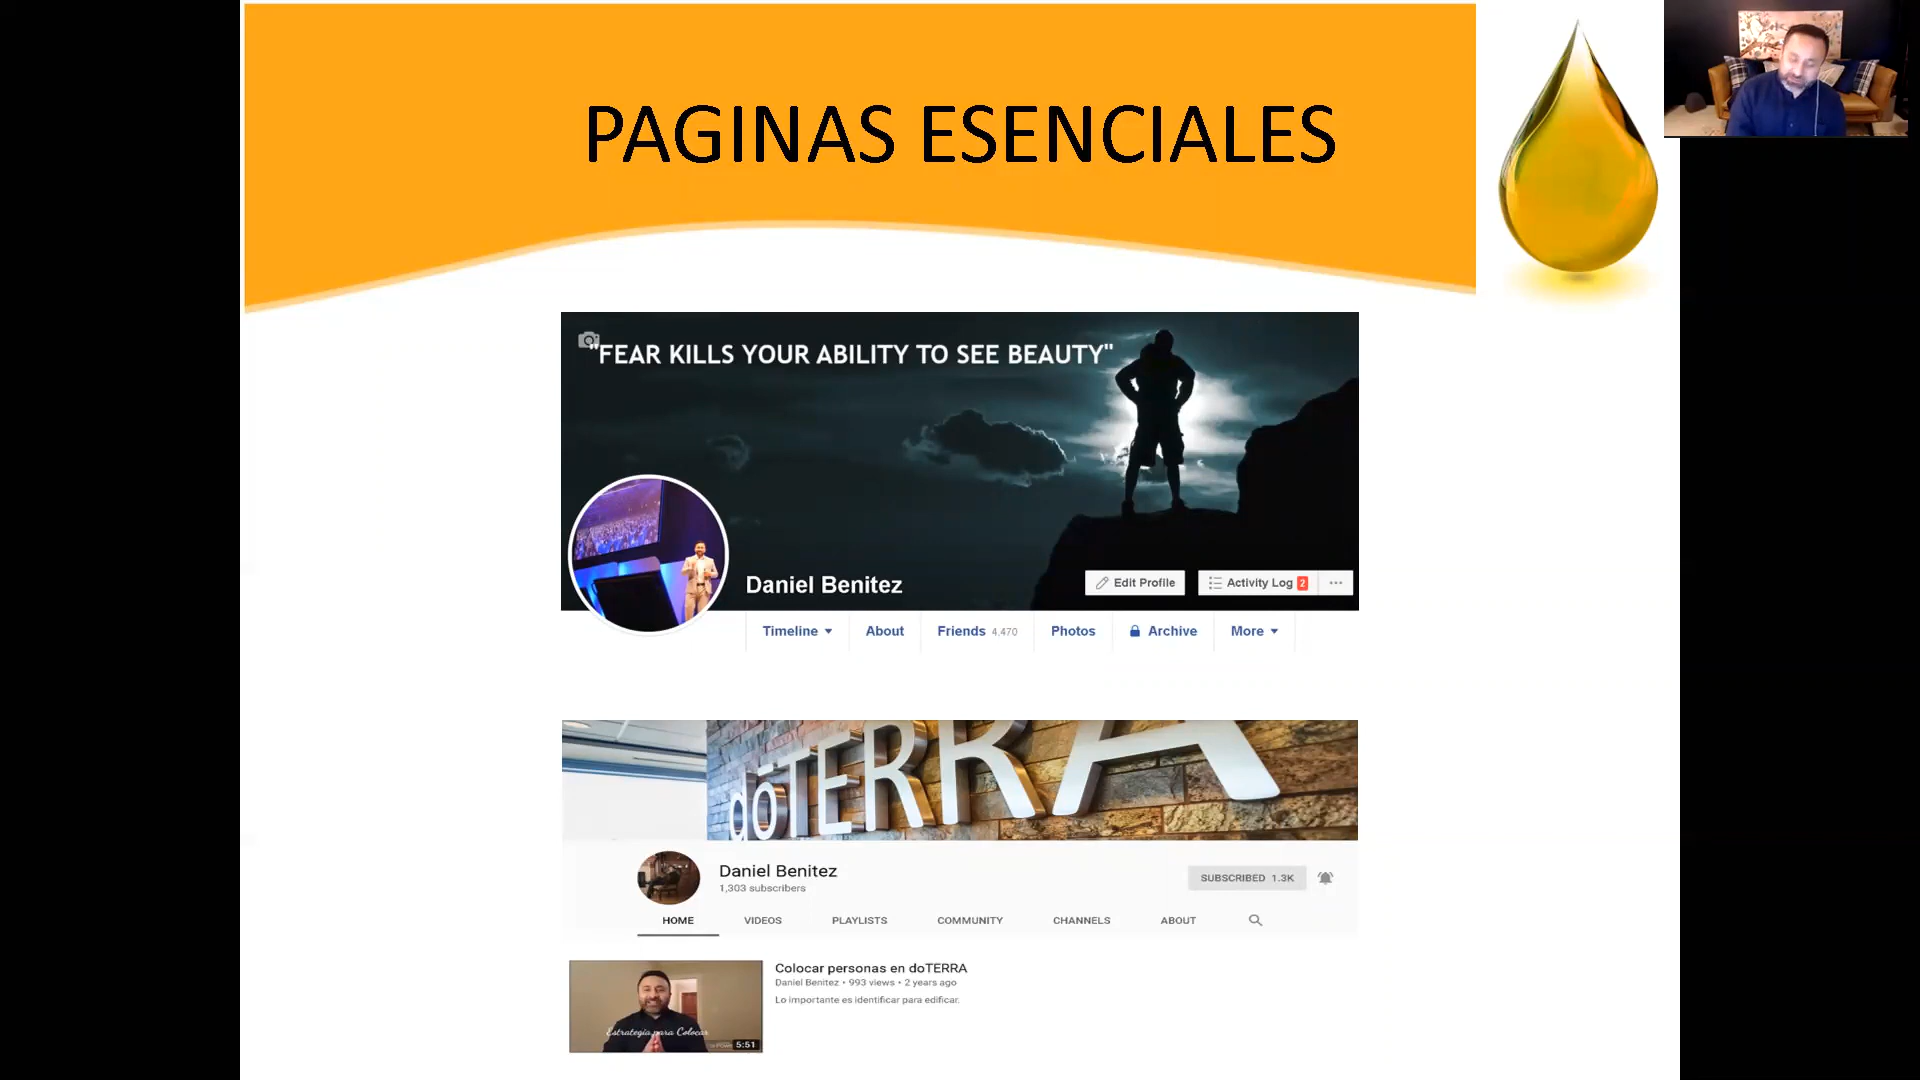 PAGINAS ESENCIALES
"FEAR KILLS YOUR ABILITY TO SEE BEAUTY"
Daniel Benitez
Edit Profile
Activity Log 2
Timeline
About
Friends 4,470
Photos
Archive
More
dōTERRA
Daniel Benitez
1,303 subscribers
SUBSCRIBED 1.3K
HOME
VIDEOS
PLAYLISTS
COMMUNITY
CHANNELS
ABOUT
Colocar personas en doTERRA
Daniel Benitez • 993 views • 2 years ago
Lo importante es identificar para edificar.
Estrategia para Colocar
5:51